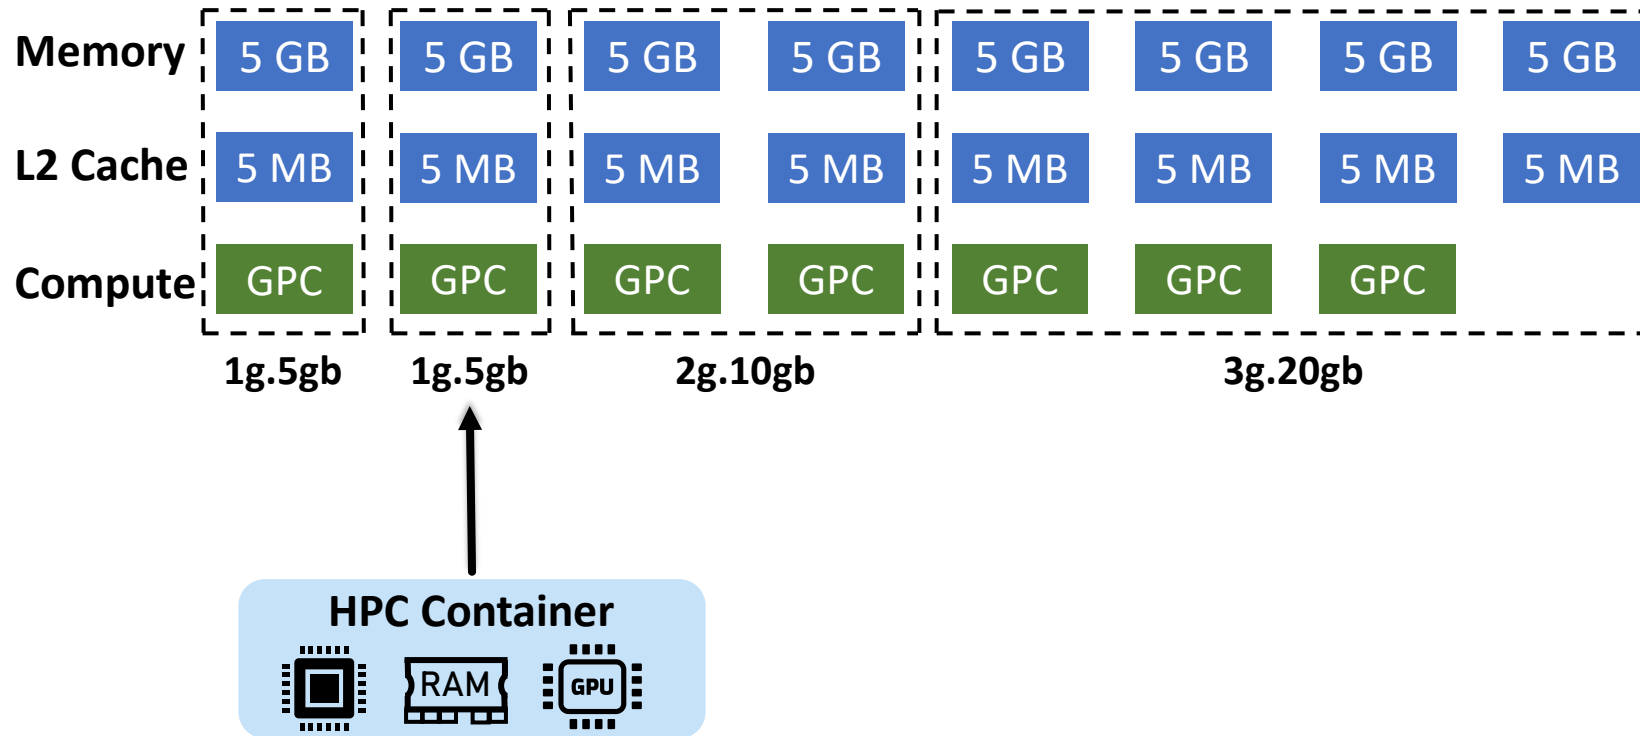 Memory 5 GB 5 GB 5 GB 5 GB 5 GB 5 GB 5 GB 5 GB
L2 Cache 5 MB 5 MB 5 MB 5 MB 5 MB 5 MB 5 MB 5 MB
Compute GPC GPC GPC GPC GPC GPC GPC
1g.5gb 1g.5gb 2g.10gb 3g.20gb
HPC Container
RAM GPU